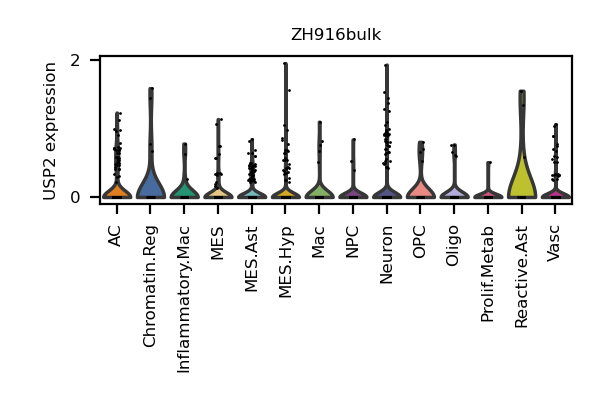 ZH916bulk
USP2 expression
2
0
AC
Chromatin.Reg
Inflammatory.Mac
MES
MES.Ast
MES.Hyp
Mac
NPC
Neuron
OPC
Oligo
Prolif.Metab
Reactive.Ast
Vasc